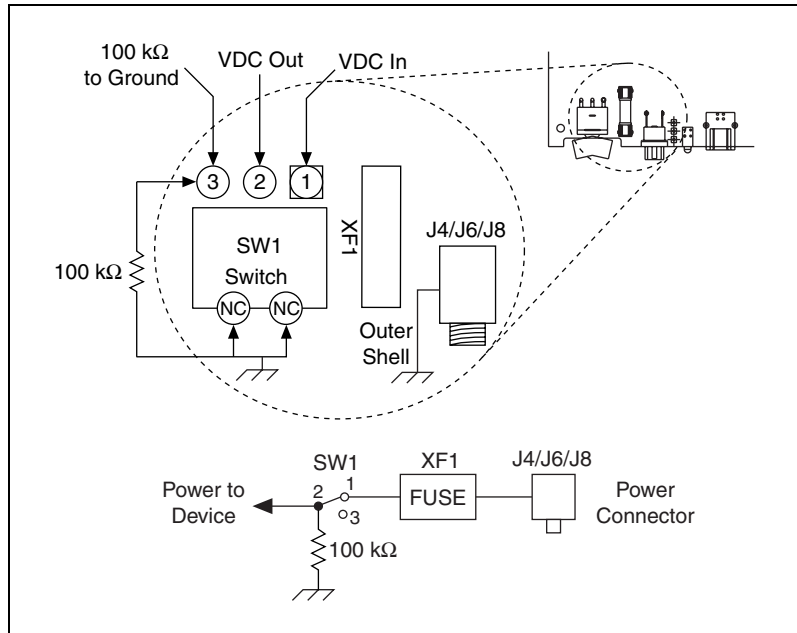 100 kΩ
to Ground
VDC Out
VDC In
3
2
1
SW1
Switch
NC
NC
XF1
J4/J6/J8
100 kΩ
Outer
Shell
SW1
XF1
J4/J6/J8
Power to
Device
2
1
3
FUSE
Power
Connector
100 kΩ